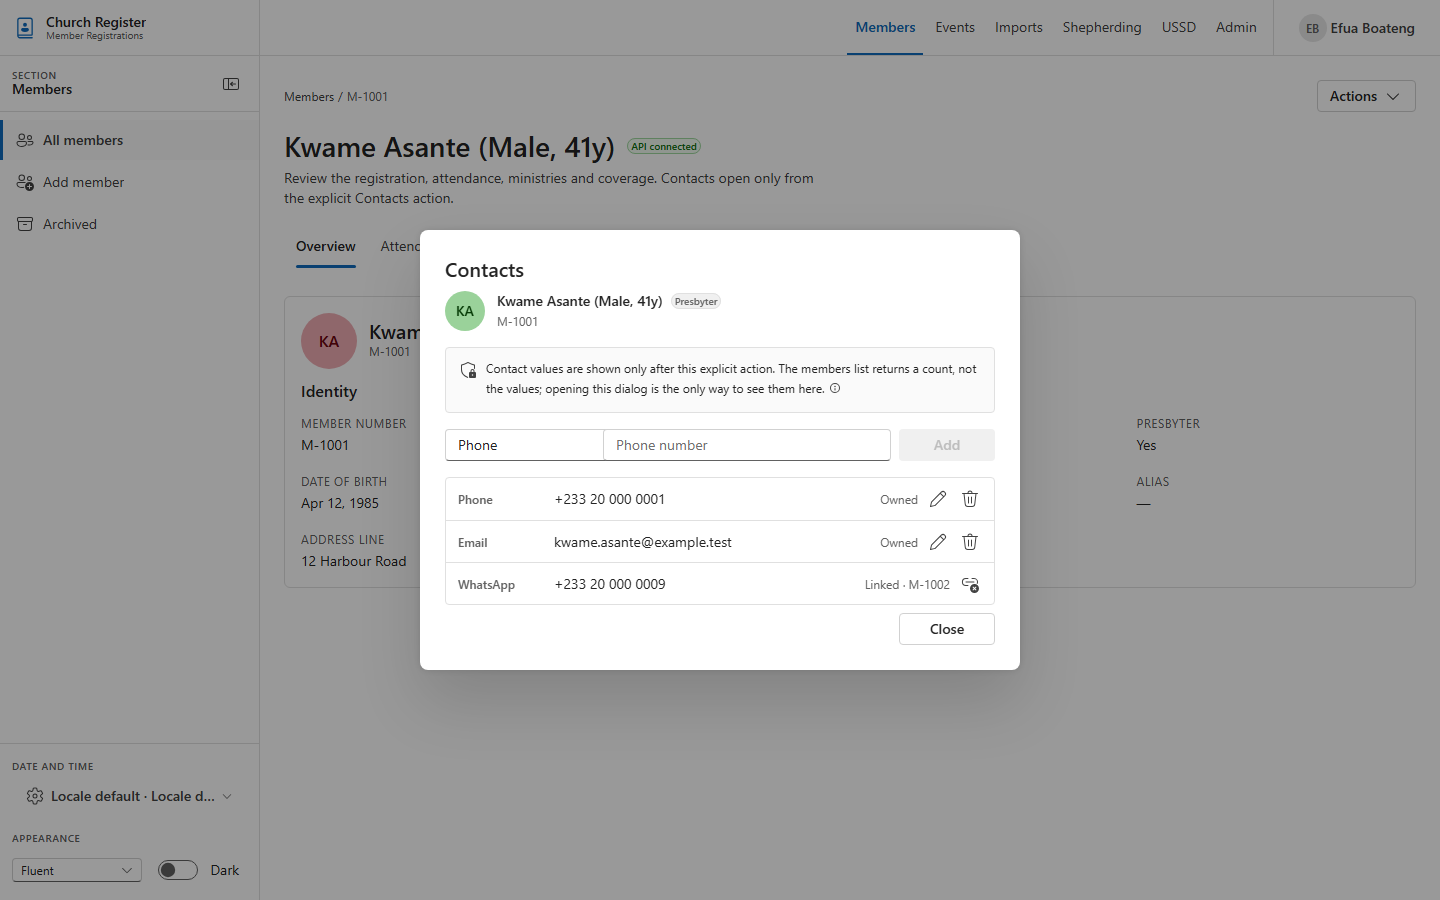 Church Register
Member Registrations
Members
Events
Imports
Shepherding
USSD
Admin
EB
Efua Boateng
SECTION
Members
All members
Add member
Archived
Members / M-1001
Actions
Kwame Asante (Male, 41y)
API connected
Review the registration, attendance, ministries and coverage. Contacts open only from
the explicit Contacts action.
Overview
Attend
KA
Kwam
M-1001
Identity
MEMBER NUMBER
M-1001
DATE OF BIRTH
Apr 12, 1985
ADDRESS LINE
12 Harbour Road
PRESBYTER
Yes
ALIAS
—
Contacts
KA
Kwame Asante (Male, 41y)
Presbyter
M-1001
Contact values are shown only after this explicit action. The members list returns a count, not
the values; opening this dialog is the only way to see them here.
Phone
Phone number
Add
Phone
+233 20 000 0001
Owned
Email
kwame.asante@example.test
Owned
WhatsApp
+233 20 000 0009
Linked · M-1002
Close
DATE AND TIME
Locale default · Locale d...
APPEARANCE
Fluent
Dark